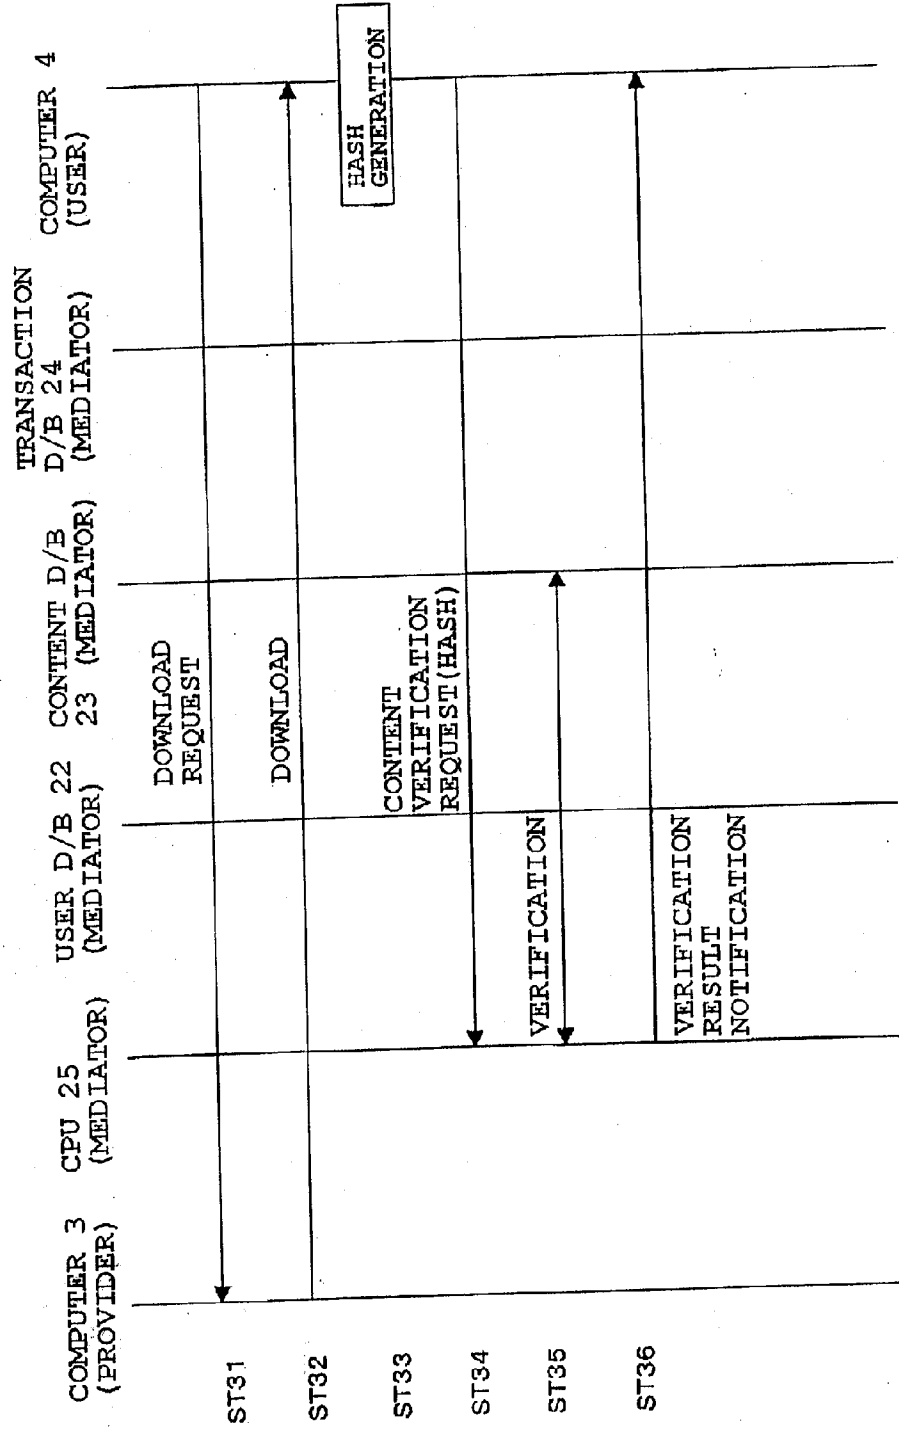 COMPUTER 3
(PROVIDER)
CPU 25
(MEDIATOR)
USER D/B 22
(MEDIATOR)
CONTENT D/B
23 (MEDIATOR)
TRANSACTION
D/B 24
(MEDIATOR)
COMPUTER 4
(USER)
ST31
DOWNLOAD
REQUEST
ST32
DOWNLOAD
ST33
HASH
GENERATION
ST34
CONTENT
VERIFICATION
REQUEST(HASH)
ST35
VERIFICATION
ST36
VERIFICATION
RESULT
NOTIFICATION